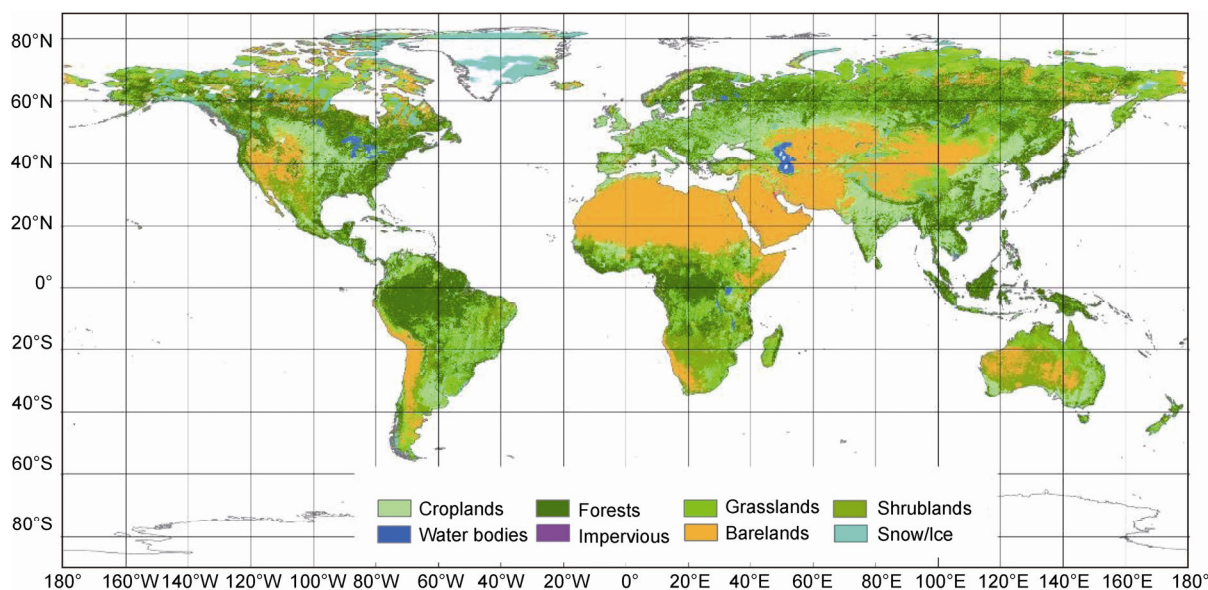 80°N
60°N
40°N
20°N
0°
20°S
40°S
60°S
80°S
Croplands Forests Grasslands Shrublands
Water bodies Impervious Barelands Snow/Ice
180° 160°W 140°W 120°W 100°W 80°W 60°W 40°W 20°W 0° 20°E 40°E 60°E 80°E 100°E 120°E 140°E 160°E 180°